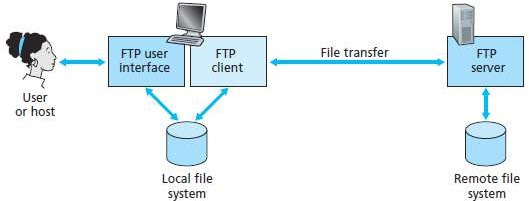 User
or host
FTP user
interface
FTP
client
File transfer
FTP
server
Local file
system
Remote file
system